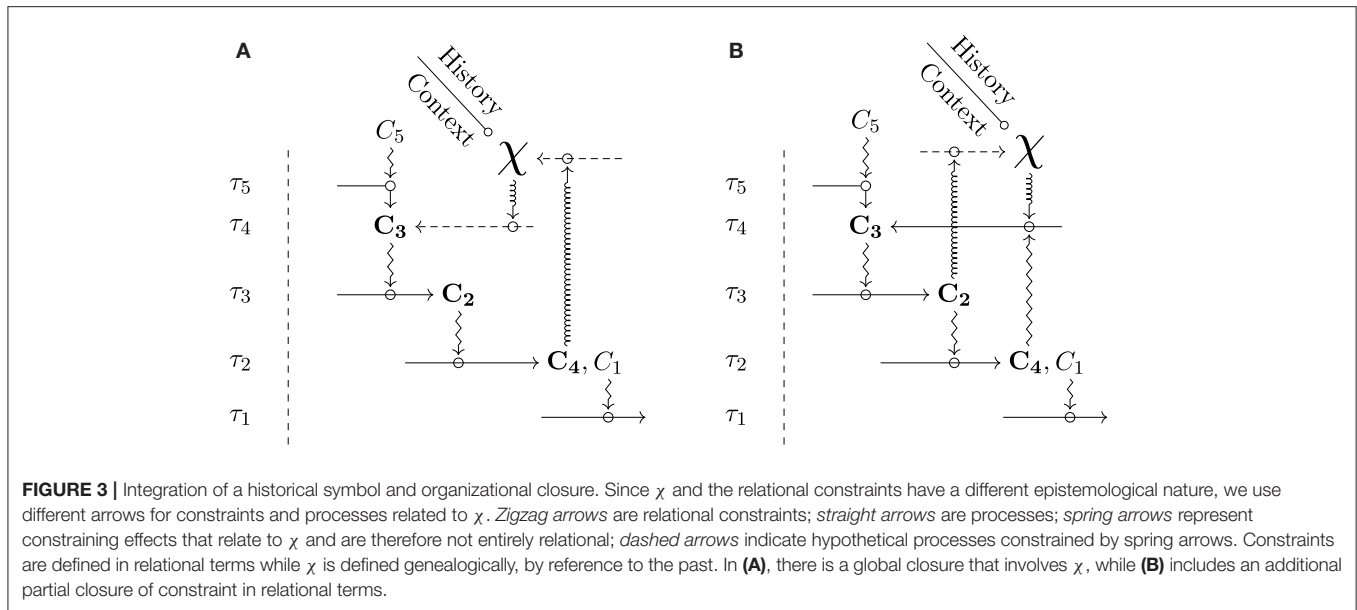 A
History
Context
C₅
χ
τ₅
τ₄
C₃
τ₃
C₂
τ₂
C₄, C₁
τ₁
B
History
Context
C₅
χ
τ₅
τ₄
C₃
τ₃
C₂
τ₂
C₄, C₁
τ₁
FIGURE 3 | Integration of a historical symbol and organizational closure. Since χ and the relational constraints have a different epistemological nature, we use
different arrows for constraints and processes related to χ. Zigzag arrows are relational constraints; straight arrows are processes; spring arrows represent
constraining effects that relate to χ and are therefore not entirely relational; dashed arrows indicate hypothetical processes constrained by spring arrows. Constraints
are defined in relational terms while χ is defined genealogically, by reference to the past. In (A), there is a global closure that involves χ, while (B) includes an additional
partial closure of constraint in relational terms.